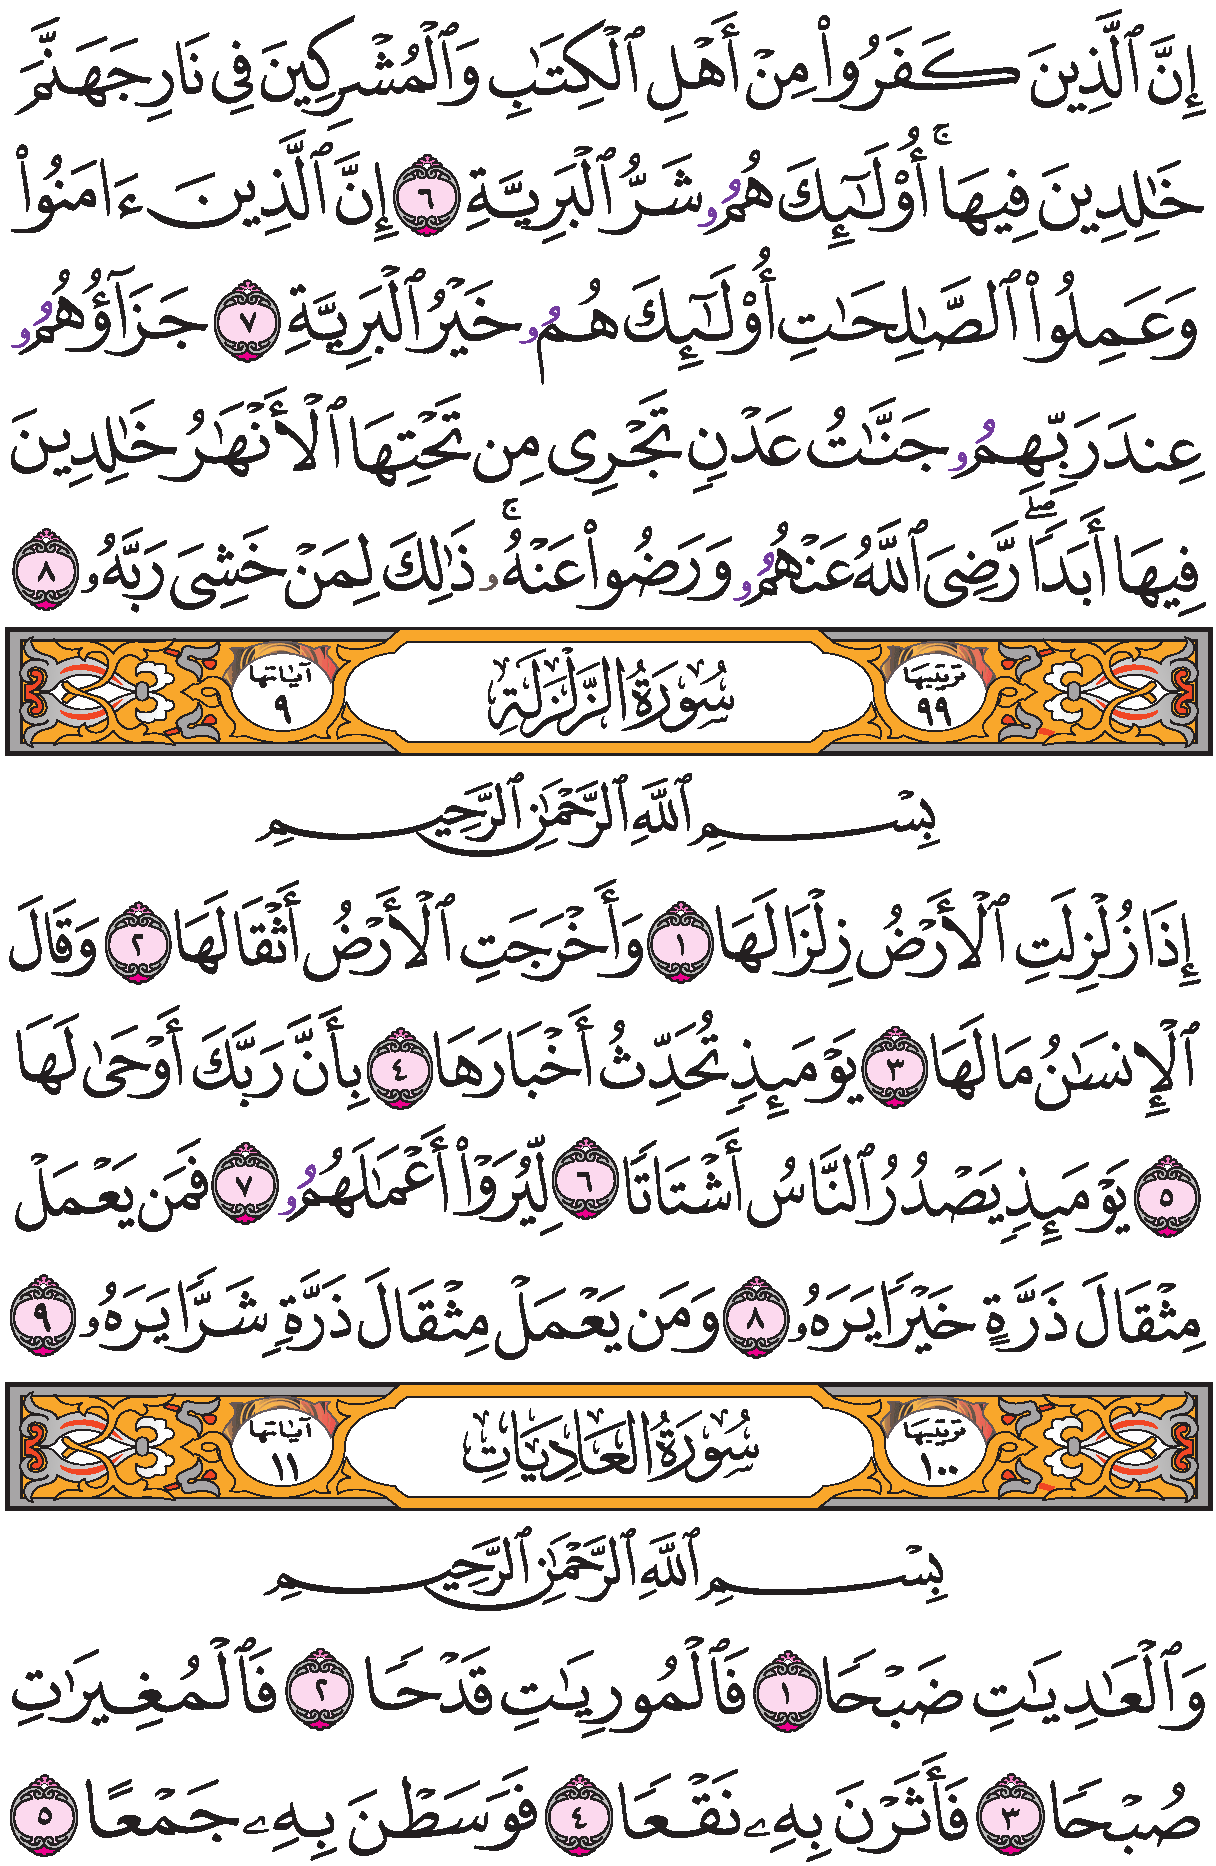 إِنَّ ٱلَّذِينَ كَفَرُوا۟ مِنْ أَهْلِ ٱلْكِتَٰبِ وَٱلْمُشْرِكِينَ فِى نَارِ جَهَنَّمَ
خَٰلِدِينَ فِيهَآ ۚ أُو۟لَٰٓئِكَ هُمُۥ شَرُّ ٱلْبَرِيَّةِ ٦ إِنَّ ٱلَّذِينَ ءَامَنُوا۟
وَعَمِلُوا۟ ٱلصَّٰلِحَٰتِ أُو۟لَٰٓئِكَ هُمُۥ خَيْرُ ٱلْبَرِيَّةِ ٧ جَزَآؤُهُمُۥ
عِندَ رَبِّهِمُۥ جَنَّٰتُ عَدْنٍ تَجْرِى مِن تَحْتِهَا ٱلْأَنْهَٰرُ خَٰلِدِينَ
فِيهَآ أَبَدًا ۖ رَّضِىَ ٱللَّهُ عَنْهُمُۥ وَرَضُوا۟ عَنْهُۥ ۚ ذَٰلِكَ لِمَنْ خَشِىَ رَبَّهُۥ ٨
ترتيبها ٩٩ سُورَةُ الزَّلْزَلَةِ آياتها ٩
بِسْمِ ٱللَّهِ ٱلرَّحْمَٰنِ ٱلرَّحِيمِ
إِذَا زُلْزِلَتِ ٱلْأَرْضُ زِلْزَالَهَا ١ وَأَخْرَجَتِ ٱلْأَرْضُ أَثْقَالَهَا ٢ وَقَالَ
ٱلْإِنسَٰنُ مَا لَهَا ٣ يَوْمَئِذٍ تُحَدِّثُ أَخْبَارَهَا ٤ بِأَنَّ رَبَّكَ أَوْحَىٰ لَهَا
٥ يَوْمَئِذٍ يَصْدُرُ ٱلنَّاسُ أَشْتَاتًا ٦ لِّيُرَوْا۟ أَعْمَٰلَهُمُۥ ٧ فَمَن يَعْمَلْ
مِثْقَالَ ذَرَّةٍ خَيْرًا يَرَهُۥ ٨ وَمَن يَعْمَلْ مِثْقَالَ ذَرَّةٍ شَرًّا يَرَهُۥ ٩
ترتيبها ١٠٠ سُورَةُ العَادِيَاتِ آياتها ١١
بِسْمِ ٱللَّهِ ٱلرَّحْمَٰنِ ٱلرَّحِيمِ
وَٱلْعَٰدِيَٰتِ ضَبْحًا ١ فَٱلْمُورِيَٰتِ قَدْحًا ٢ فَٱلْمُغِيرَٰتِ
صُبْحًا ٣ فَأَثَرْنَ بِهِۦ نَقْعًا ٤ فَوَسَطْنَ بِهِۦ جَمْعًا ٥